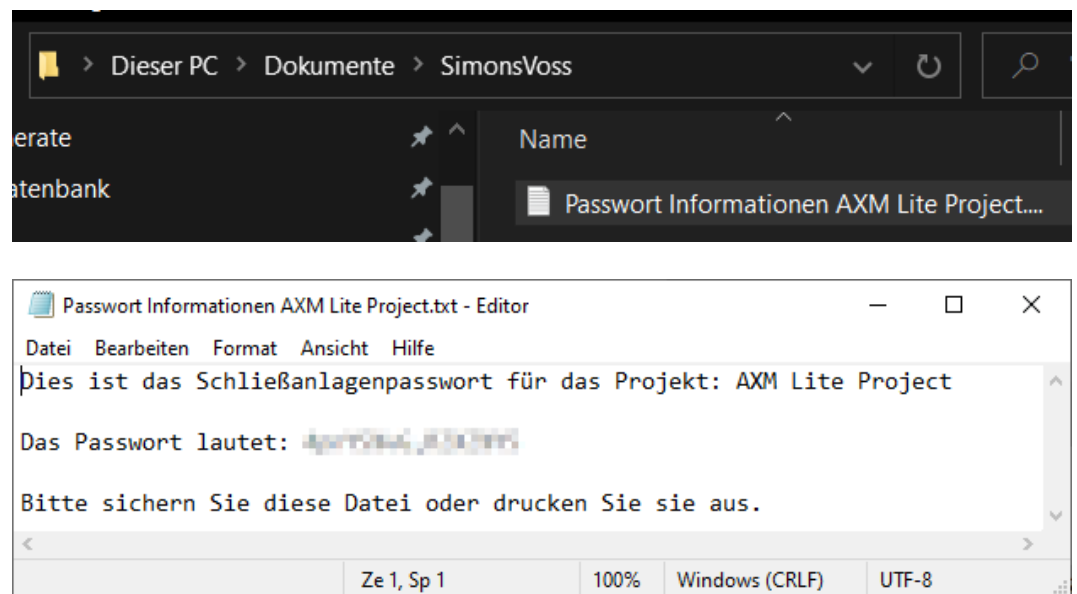 Dieser PC > Dokumente > SimonsVoss
erate
Name
atenbank
Passwort Informationen AXM Lite Project....
Passwort Informationen AXM Lite Project.txt - Editor
Datei Bearbeiten Format Ansicht Hilfe
Dies ist das Schließanlagenpasswort für das Projekt: AXM Lite Project
Das Passwort lautet:
Bitte sichern Sie diese Datei oder drucken Sie sie aus.
Ze 1, Sp 1 100% Windows (CRLF) UTF-8